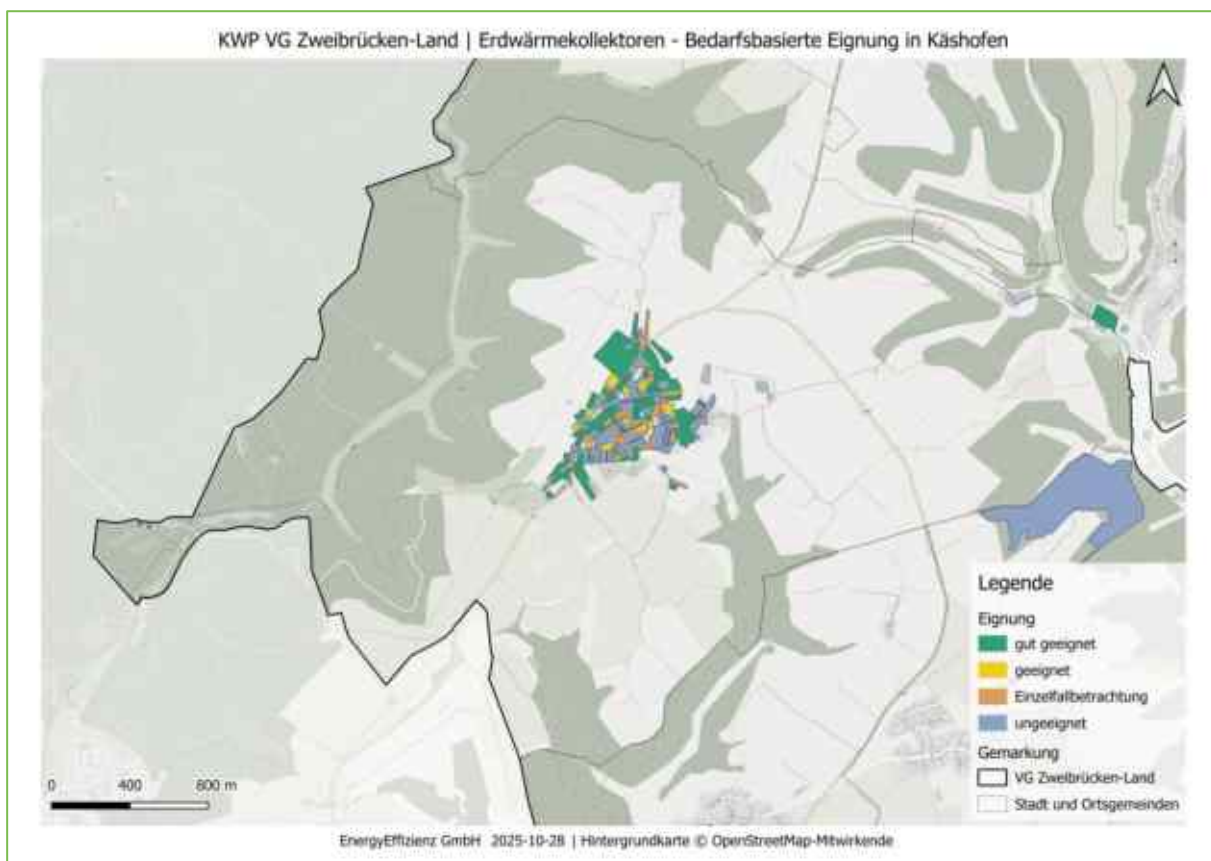 KWP VG Zweibrücken-Land | Erdwärmekollektoren - Bedarfsbasierte Eignung in Käshofen
Legende
Eignung
gut geeignet
geeignet
Einzelfallbetrachtung
ungeeignet
Gemarkung
VG Zweibrücken-Land
Stadt und Ortsgemeinden
0 400 800 m
EnergyEffizienz GmbH 2025-10-28 | Hintergrundkarte © OpenStreetMap-Mitwirkende